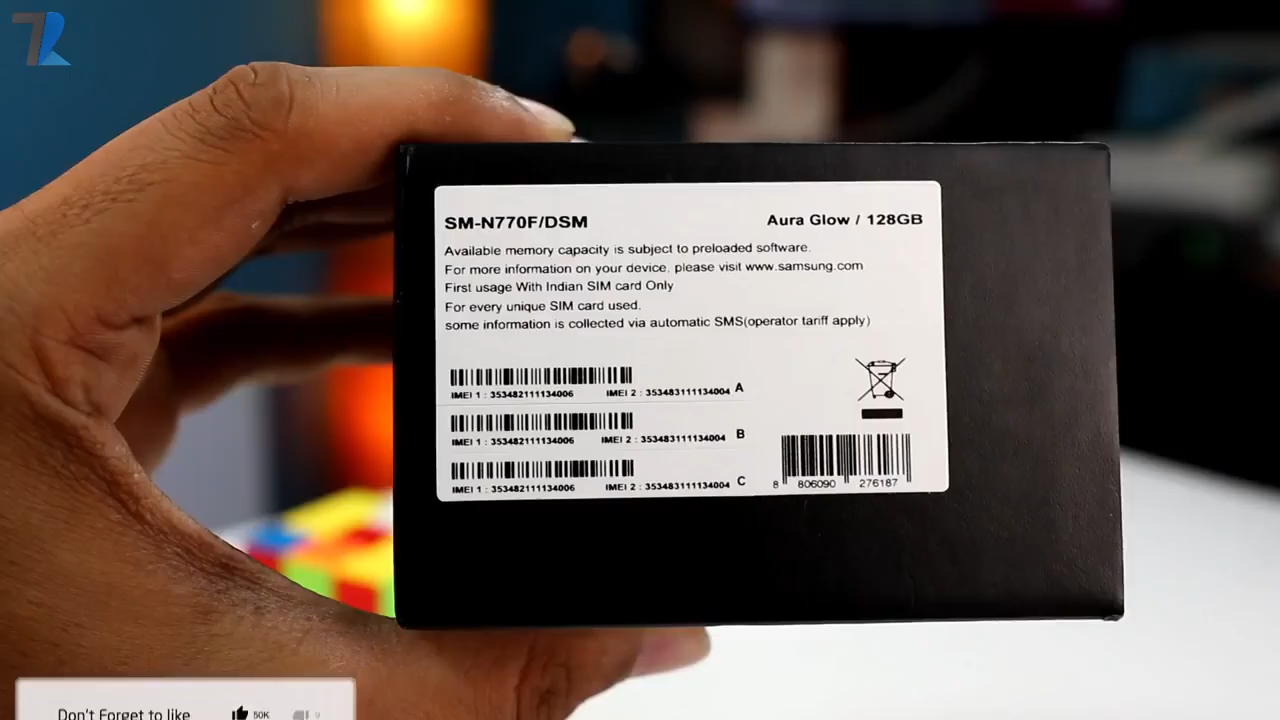 SM-N770F/DSM Aura Glow / 128GB
Available memory capacity is subject to preloaded software.
For more information on your device, please visit www.samsung.com
First usage With Indian SIM card Only
For every unique SIM card used.
some information is collected via automatic SMS(operator tariff apply)
IMEI 1 : 353482111134006 IMEI 2 : 353483111134004 A
IMEI 1 : 353482111134006 IMEI 2 : 353483111134004 B
IMEI 1 : 353482111134006 IMEI 2 : 353483111134004 C
8 806090 276187
Don't Forget to like 50K 9